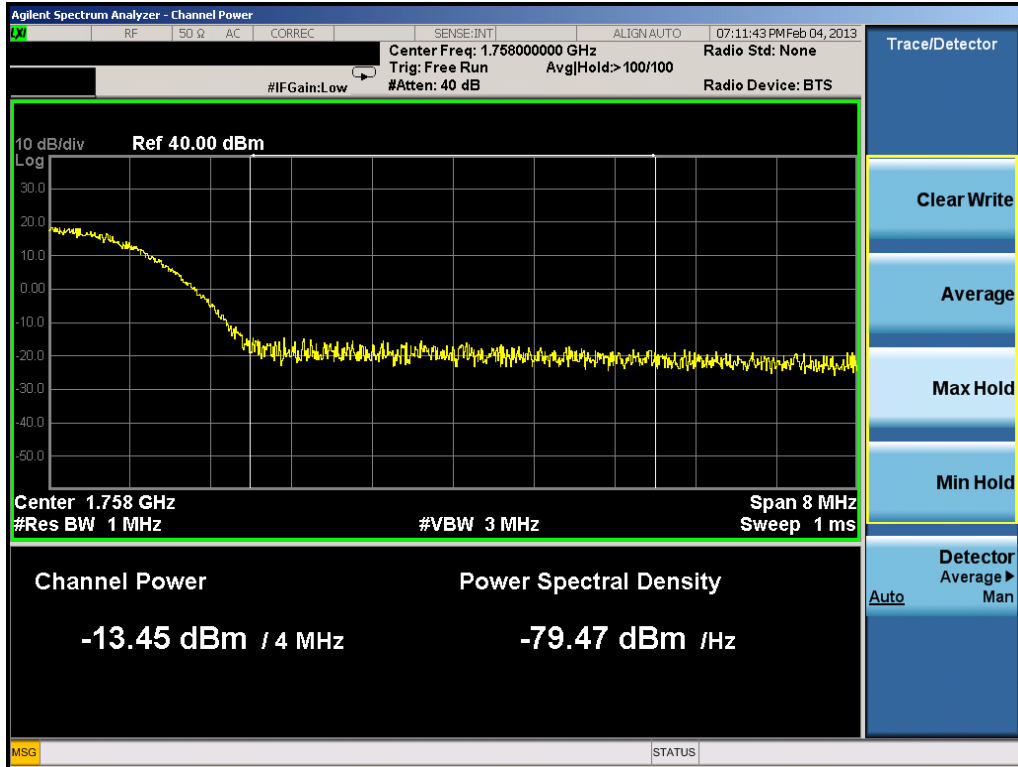 Agilent Spectrum Analyzer - Channel Power
LXI RF 50 Ω AC CORREC SENSE:INT ALIGN AUTO 07:11:43 PM Feb 04, 2013
Center Freq: 1.758000000 GHz Radio Std: None
Trig: Free Run Avg|Hold:> 100/100
#IFGain:Low #Atten: 40 dB Radio Device: BTS
10 dB/div Ref 40.00 dBm
Log
30.0
20.0
10.0
0.00
-10.0
-20.0
-30.0
-40.0
-50.0
Center 1.758 GHz Span 8 MHz
#Res BW 1 MHz #VBW 3 MHz Sweep 1 ms
Channel Power Power Spectral Density
-13.45 dBm / 4 MHz -79.47 dBm /Hz
Trace/Detector
Clear Write
Average
Max Hold
Min Hold
Detector
Average▶
Auto Man
MSG STATUS